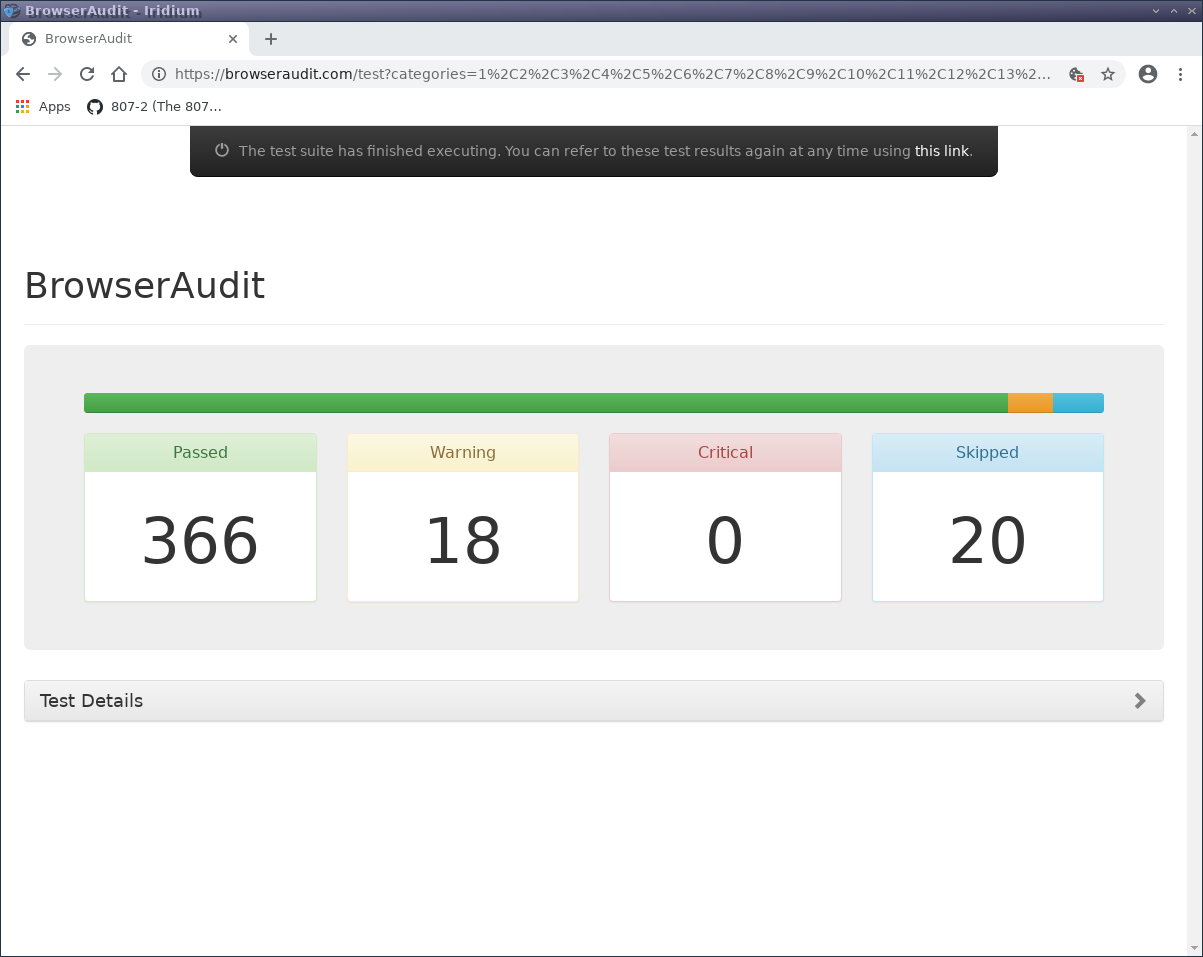 BrowserAudit - Iridium
BrowserAudit
https://browseraudit.com/test?categories=1%2C2%2C3%2C4%2C5%2C6%2C7%2C8%2C9%2C10%2C11%2C12%2C13%2...
Apps 807-2 (The 807...
The test suite has finished executing. You can refer to these test results again at any time using this link.
BrowserAudit
Passed Warning Critical Skipped
366 18 0 20
Test Details